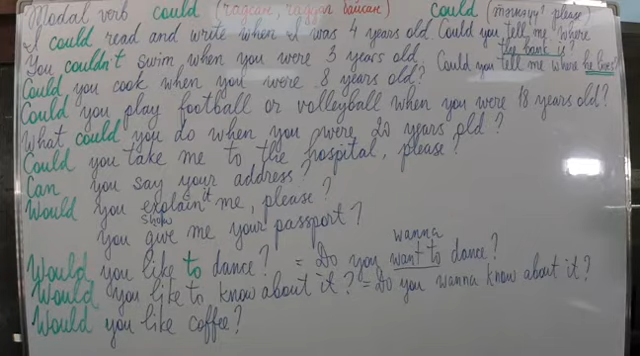 Modal verb could (чадсан, чаддаг байсан) could (please)
I could read and write when I was 4 years old. Could you tell me where the bank is?
You couldn't swim when you were 3 years old. Could you tell me where he lives?
Could you cook when you were 8 years old?
Could you play football or volleyball when you were 18 years old?
What could you do when you were 20 years old?
Could you take me to the hospital, please?
Can you say your address?
Would you explain it me, please?
show
you give me your passport?
wanna
Would you like to dance? = Do you want to dance?
Would you like to know about it? = Do you wanna know about it?
Would you like coffee?